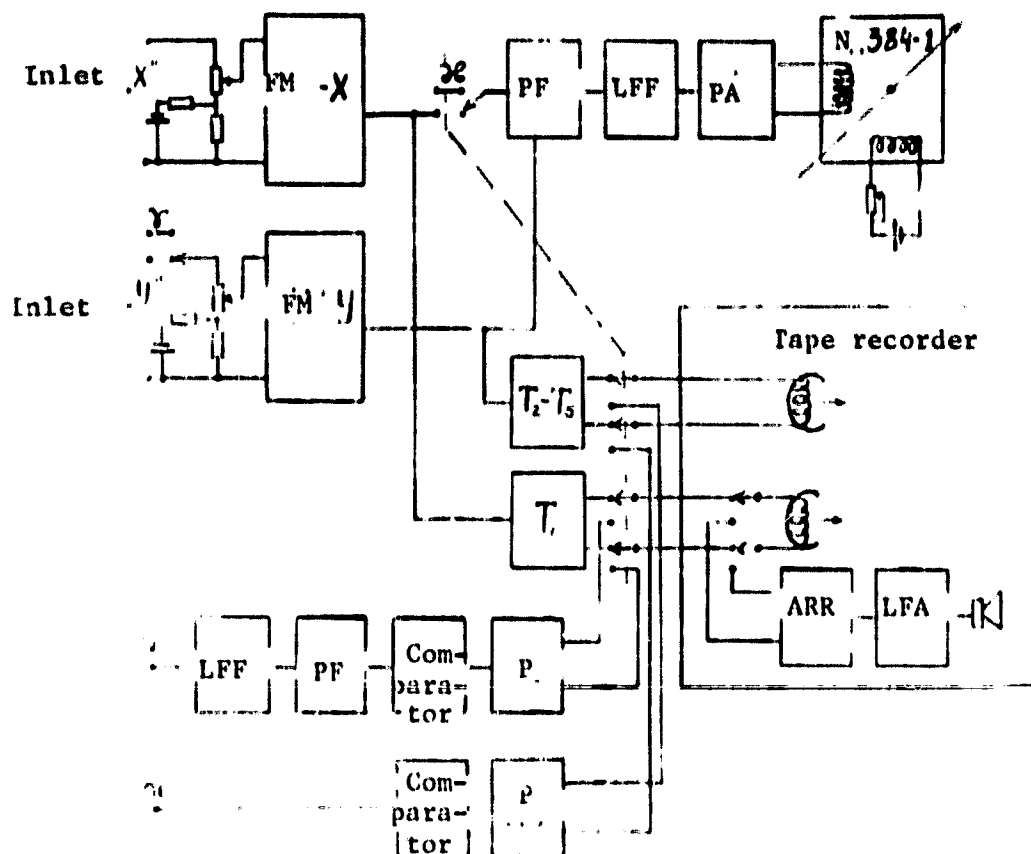 N. 384-1
Inlet "X"
FM -X
PF
LFF
PA
Inlet "y"
FM y
Tape recorder
T₂-T₅
T₁
ARR
LFA
LFF
PF
Com-
para-
tor
P
Com-
para-
tor
P